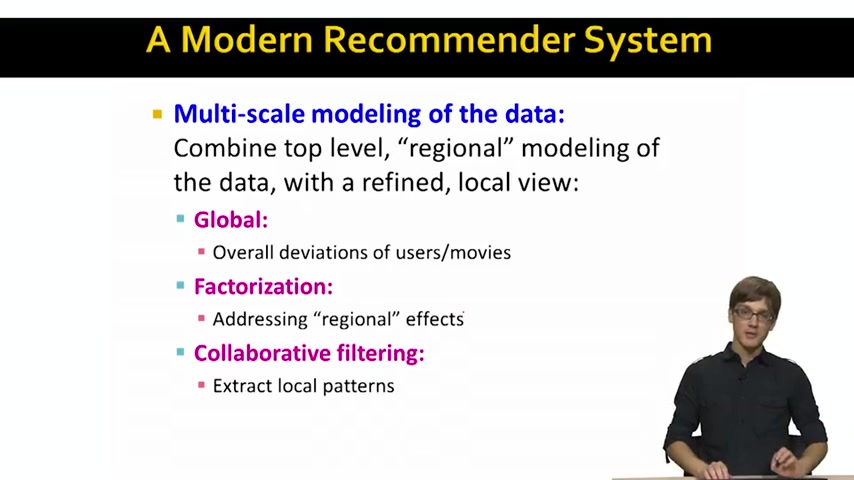 A Modern Recommender System
Multi-scale modeling of the data:
Combine top level, “regional” modeling of
the data, with a refined, local view:
Global:
Overall deviations of users/movies
Factorization:
Addressing “regional” effects
Collaborative filtering:
Extract local patterns